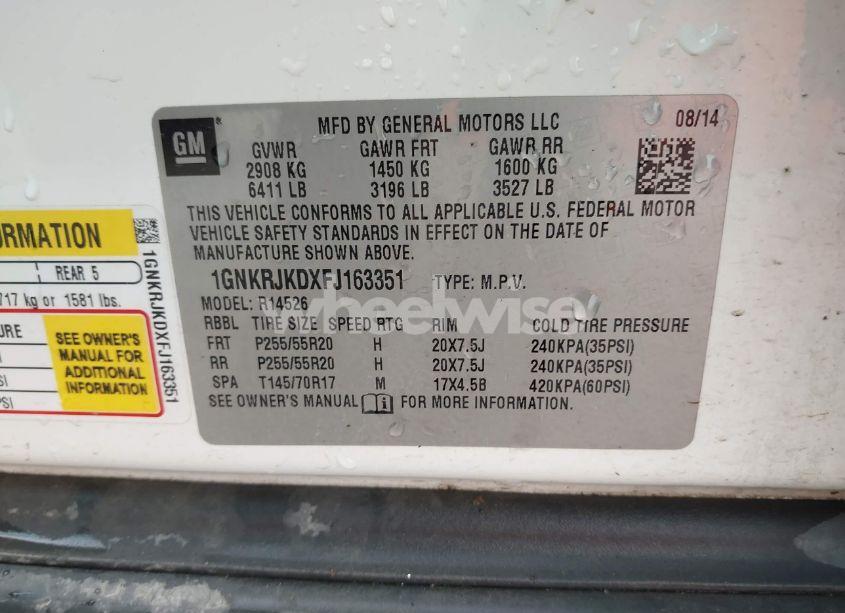 GM
MFD BY GENERAL MOTORS LLC
08/14
GVWR GAWR FRT GAWR RR
2908 KG 1450 KG 1600 KG
6411 LB 3196 LB 3527 LB
THIS VEHICLE CONFORMS TO ALL APPLICABLE U.S. FEDERAL MOTOR
VEHICLE SAFETY STANDARDS IN EFFECT ON THE DATE OF
MANUFACTURE SHOWN ABOVE.
1GNKRJKDXFJ163351 TYPE: M.P.V.
MODEL: R14526
RBBL TIRE SIZE SPEED RTG RIM COLD TIRE PRESSURE
FRT P255/55R20 H 20X7.5J 240KPA(35PSI)
RR P255/55R20 H 20X7.5J 240KPA(35PSI)
SPA T145/70R17 M 17X4.5B 420KPA(60PSI)
SEE OWNER'S MANUAL FOR MORE INFORMATION.
wheelwise
ORMATION
REAR 5
717 kg or 1581 lbs.
URE
SEE OWNER'S
MANUAL FOR
ADDITIONAL
INFORMATION
SI
SI
PSI
1GNKRJKDXFJ163351